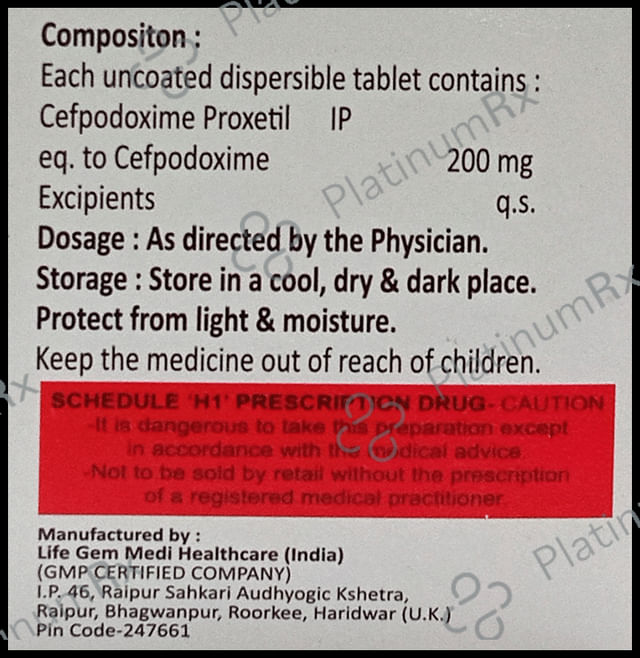 Compositon :
Each uncoated dispersible tablet contains :
Cefpodoxime Proxetil IP
eq. to Cefpodoxime 200 mg
Excipients q.s.
Dosage : As directed by the Physician.
Storage : Store in a cool, dry & dark place.
Protect from light & moisture.
Keep the medicine out of reach of children.
SCHEDULE 'H1' PRESCRIPTION DRUG- CAUTION
-It is dangerous to take this preparation except
in accordance with the medical advice
-Not to be sold by retail without the prescription
of a registered medical practitioner.
Manufactured by :
Life Gem Medi Healthcare (India)
(GMP CERTIFIED COMPANY)
I.P. 46, Raipur Sahkari Audhyogic Kshetra,
Raipur, Bhagwanpur, Roorkee, Haridwar (U.K.)
Pin Code-247661
PlatinumRx
PlatinumRx